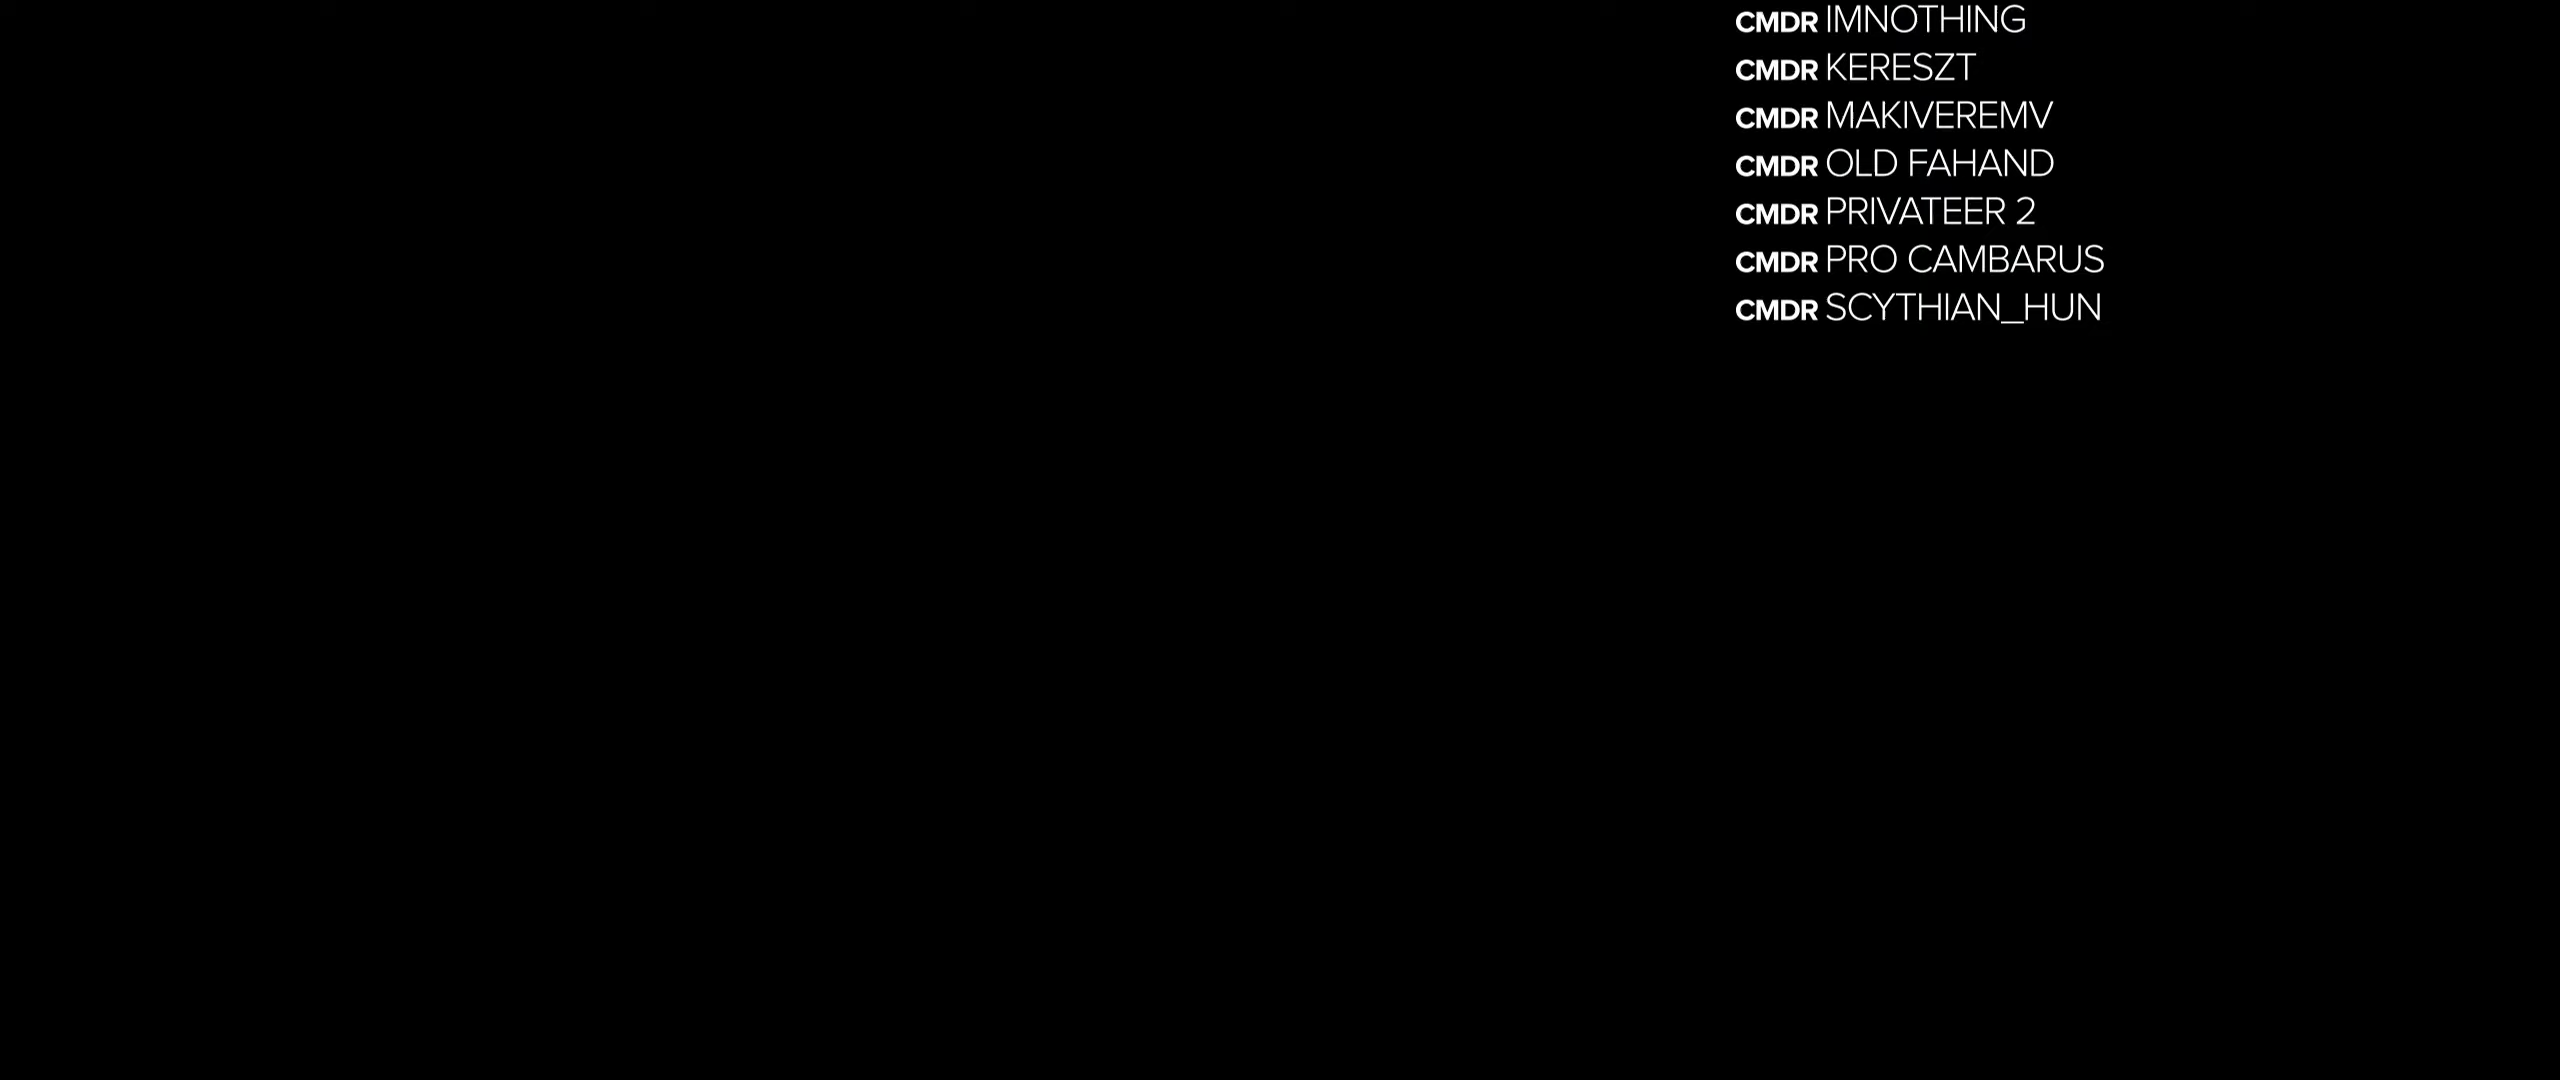 CMDR IMNOTHING
CMDR KERESZT
CMDR MAKIVEREMV
CMDR OLD FAHAND
CMDR PRIVATEER 2
CMDR PRO CAMBARUS
CMDR SCYTHIAN_HUN